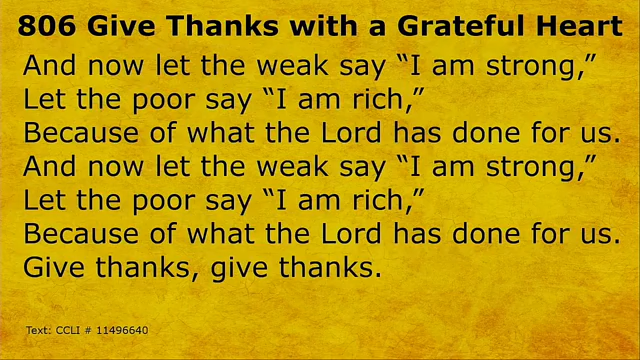 806 Give Thanks with a Grateful Heart
And now let the weak say “I am strong,”
Let the poor say “I am rich,”
Because of what the Lord has done for us.
And now let the weak say “I am strong,”
Let the poor say “I am rich,”
Because of what the Lord has done for us.
Give thanks, give thanks.
Text: CCLI # 11496640